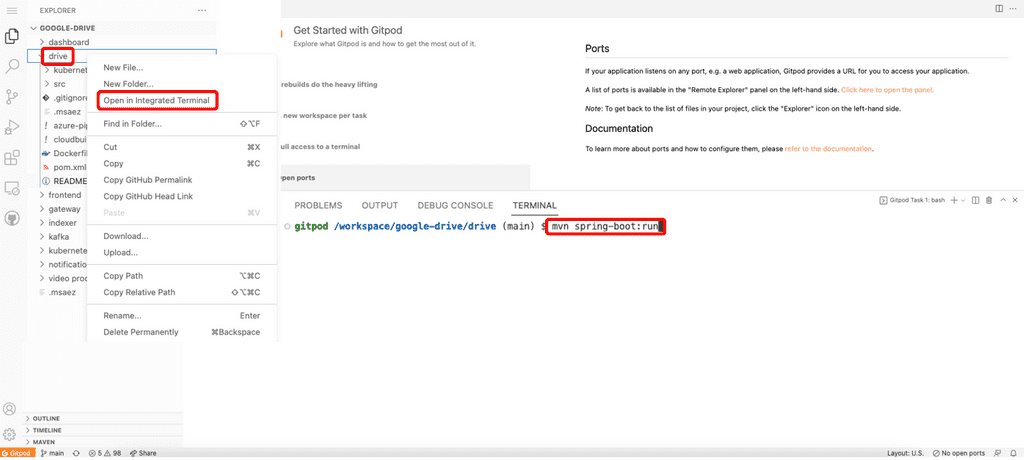 EXPLORER
GOOGLE-DRIVE
dashboard
drive
kubernet
src
.gitignore
.msaez
azure-pip
cloudbui
Dockerfil
pom.xml
README
frontend
gateway
indexer
kafka
kubernete
notificatio
video proc
.msaez
OUTLINE
TIMELINE
MAVEN
New File...
New Folder...
Open in Integrated Terminal
Find in Folder... ⇧⌥F
Cut ⌘X
Copy ⌘C
Copy GitHub Permalink
Copy GitHub Head Link
Paste ⌘V
Download...
Upload...
Copy Path ⌥⌘C
Copy Relative Path ⇧⌥⌘C
Rename... Enter
Delete Permanently ⌘Backspace
Get Started with Gitpod
Explore what Gitpod is and how to get the most out of it.
rebuilds do the heavy lifting
new workspace per task
ull access to a terminal
pen ports
Ports
If your application listens on any port, e.g. a web application, Gitpod provides a URL for you to access your application.
A list of ports is available in the "Remote Explorer" panel on the left-hand side. Click here to open the panel.
Note: To get back to the list of files in your project, click the "Explorer" icon on the left-hand side.
Documentation
To learn more about ports and how to configure them, please refer to the documentation.
PROBLEMS OUTPUT DEBUG CONSOLE TERMINAL
Gitpod Task 1: bash
gitpod /workspace/google-drive/drive (main) $ mvn spring-boot:run
Gitpod main 5 98 Share Layout: U.S. No open ports